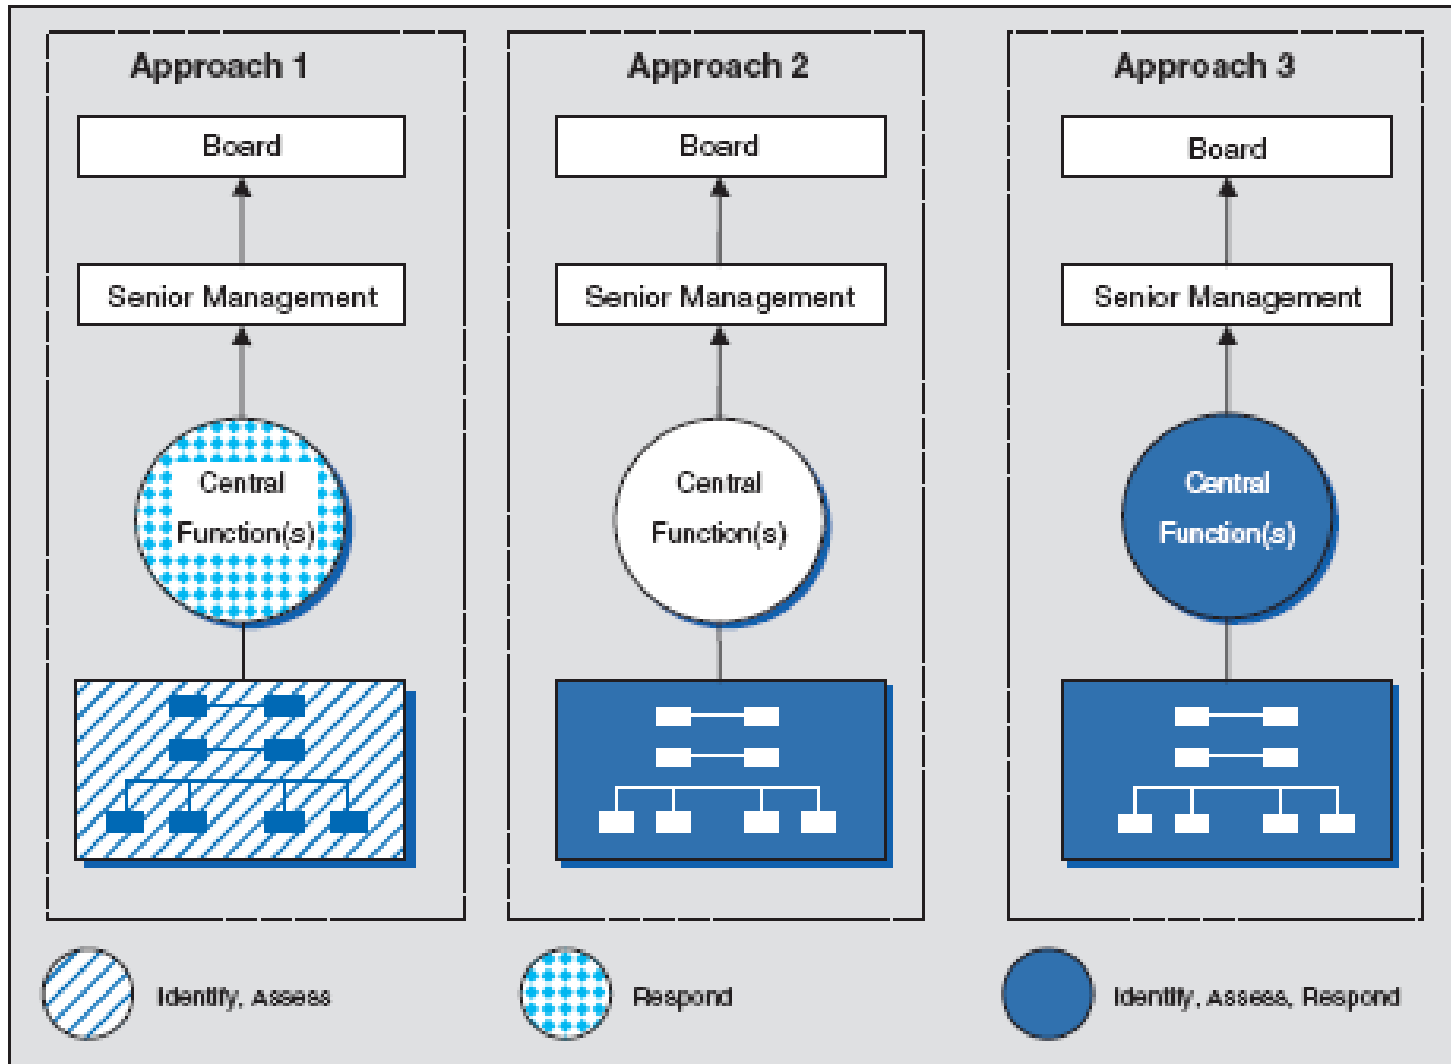 Approach 1
Board
Senior Management
Central
Function(s)
Approach 2
Board
Senior Management
Central
Function(s)
Approach 3
Board
Senior Management
Central
Function(s)
Identify, Assess
Respond
Identify, Assess, Respond